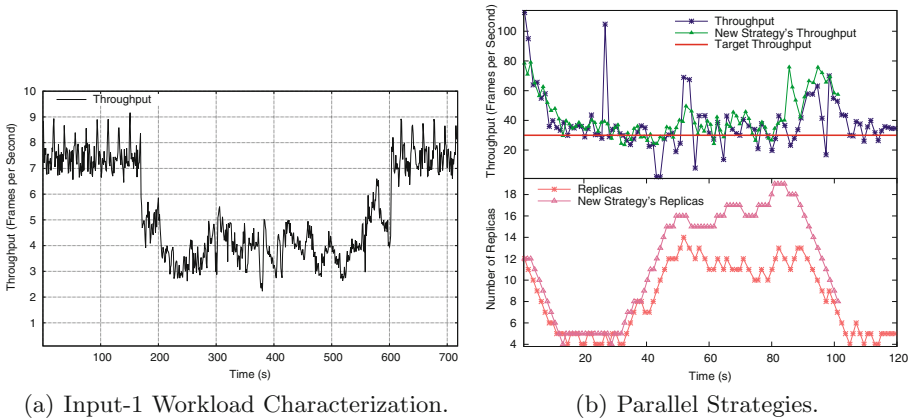 Throughput
Throughput (Frames per Second)
10
9
8
7
6
5
4
3
2
1
100 200 300 400 500 600 700
Time (s)
(a) Input-1 Workload Characterization.
Throughput
New Strategy's Throughput
Target Throughput
Throughput (Frames per Second)
100
80
60
40
20
Replicas
New Strategy's Replicas
Number of Replicas
18
16
14
12
10
8
6
4
20 40 60 80 100 120
Time (s)
(b) Parallel Strategies.